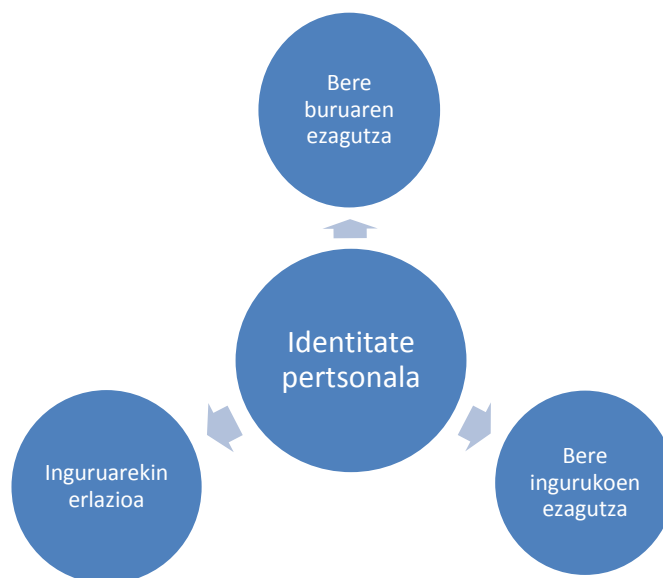 Bere
buruaren
ezagutza
Identitate
pertsonala
Inguruarekin
erlazioa
Bere
ingurukoen
ezagutza